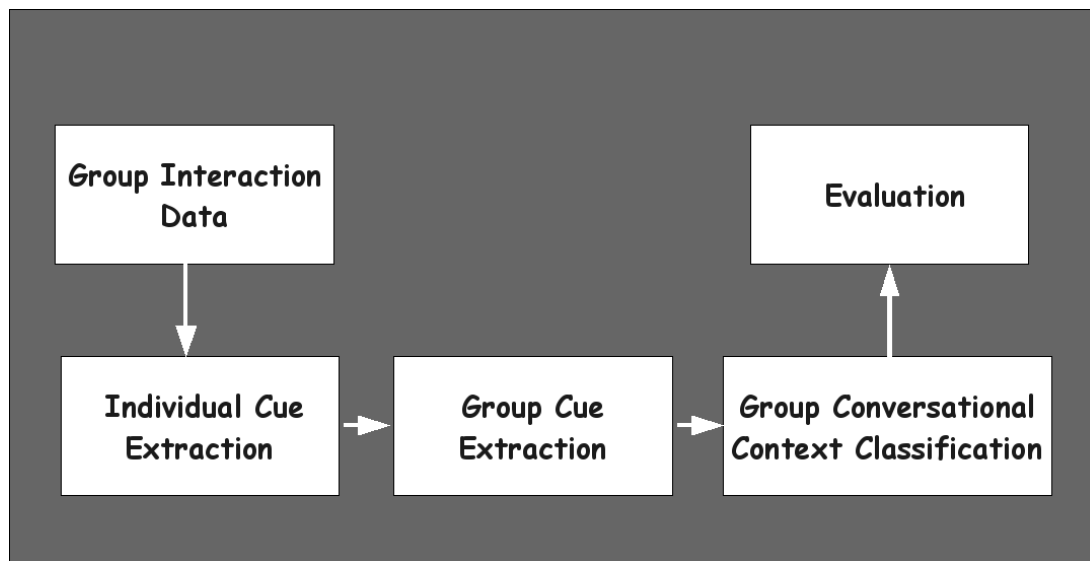 Group Interaction
Data
Evaluation
Individual Cue
Extraction
Group Cue
Extraction
Group Conversational
Context Classification